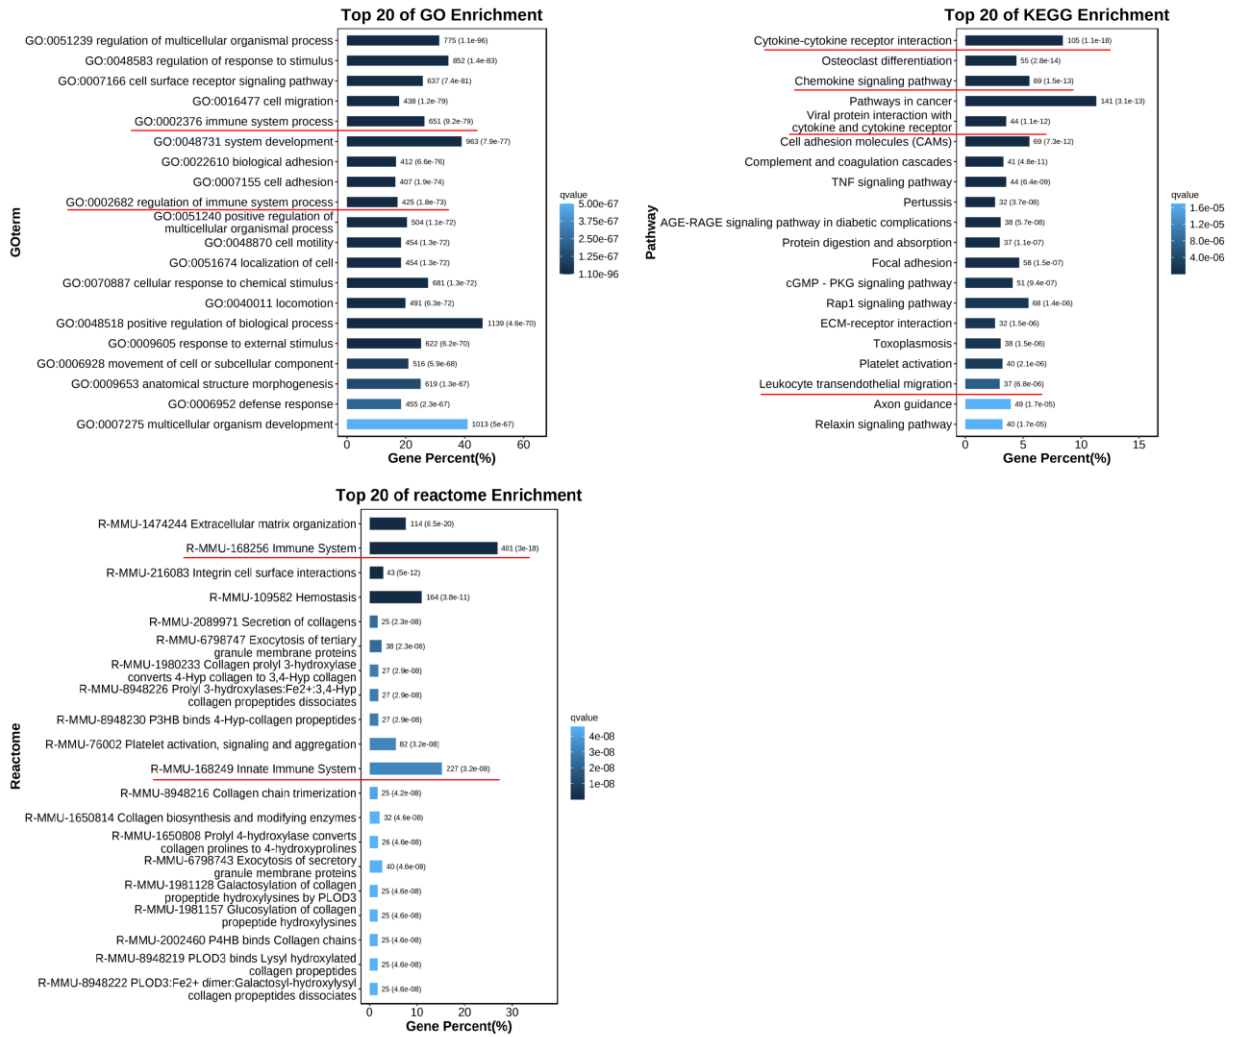 Top 20 of GO Enrichment
GOterm
GO:0051239 regulation of multicellular organismal process 775 (1.1e-96)
GO:0048583 regulation of response to stimulus 852 (1.4e-83)
GO:0007166 cell surface receptor signaling pathway 637 (7.4e-81)
GO:0016477 cell migration 438 (1.2e-79)
GO:0002376 immune system process 651 (9.2e-79)
GO:0048731 system development 963 (7.9e-77)
GO:0022610 biological adhesion 412 (6.6e-76)
GO:0007155 cell adhesion 407 (1.9e-74)
GO:0002682 regulation of immune system process 425 (1.8e-73)
GO:0051240 positive regulation of
multicellular organismal process 504 (1.1e-72)
GO:0048870 cell motility 454 (1.3e-72)
GO:0051674 localization of cell 454 (1.3e-72)
GO:0070887 cellular response to chemical stimulus 681 (1.3e-72)
GO:0040011 locomotion 491 (6.3e-72)
GO:0048518 positive regulation of biological process 1139 (4.6e-70)
GO:0009605 response to external stimulus 622 (6.2e-70)
GO:0006928 movement of cell or subcellular component 516 (5.9e-68)
GO:0009653 anatomical structure morphogenesis 619 (1.3e-67)
GO:0006952 defense response 455 (2.3e-67)
GO:0007275 multicellular organism development 1013 (5e-67)
0 20 40 60
Gene Percent(%)
qvalue
5.00e-67
3.75e-67
2.50e-67
1.25e-67
1.10e-96
Top 20 of KEGG Enrichment
Pathway
Cytokine-cytokine receptor interaction 105 (1.1e-18)
Osteoclast differentiation 55 (2.8e-14)
Chemokine signaling pathway 69 (1.5e-13)
Pathways in cancer 141 (3.1e-13)
Viral protein interaction with
cytokine and cytokine receptor 44 (1.1e-12)
Cell adhesion molecules (CAMs) 69 (7.3e-12)
Complement and coagulation cascades 41 (4.8e-11)
TNF signaling pathway 44 (6.4e-09)
Pertussis 32 (3.7e-08)
AGE-RAGE signaling pathway in diabetic complications 38 (5.7e-08)
Protein digestion and absorption 37 (1.1e-07)
Focal adhesion 58 (1.5e-07)
cGMP - PKG signaling pathway 51 (9.4e-07)
Rap1 signaling pathway 68 (1.4e-06)
ECM-receptor interaction 32 (1.5e-06)
Toxoplasmosis 38 (1.5e-06)
Platelet activation 40 (2.1e-06)
Leukocyte transendothelial migration 37 (6.8e-06)
Axon guidance 49 (1.7e-05)
Relaxin signaling pathway 40 (1.7e-05)
0 5 10 15
Gene Percent(%)
qvalue
1.6e-05
1.2e-05
8.0e-06
4.0e-06
Top 20 of reactome Enrichment
Reactome
R-MMU-1474244 Extracellular matrix organization 114 (8.5e-20)
R-MMU-168256 Immune System 401 (3e-18)
R-MMU-216083 Integrin cell surface interactions 43 (5e-12)
R-MMU-109582 Hemostasis 164 (3.8e-11)
R-MMU-2089971 Secretion of collagens 25 (2.3e-08)
R-MMU-6798747 Exocytosis of tertiary
granule membrane proteins 38 (2.3e-08)
R-MMU-1980233 Collagen prolyl 3-hydroxylase
converts 4-Hyp collagen to 3,4-Hyp collagen 27 (2.9e-08)
R-MMU-8948226 Prolyl 3-hydroxylases:Fe2+:3,4-Hyp
collagen propeptides dissociates 27 (2.9e-08)
R-MMU-8948230 P3HB binds 4-Hyp-collagen propeptides 27 (2.9e-08)
R-MMU-76002 Platelet activation, signaling and aggregation 82 (3.2e-08)
R-MMU-168249 Innate Immune System 227 (3.2e-08)
R-MMU-8948216 Collagen chain trimerization 25 (4.2e-08)
R-MMU-1650814 Collagen biosynthesis and modifying enzymes 32 (4.6e-08)
R-MMU-1650808 Prolyl 4-hydroxylase converts
collagen prolines to 4-hydroxyprolines 26 (4.6e-08)
R-MMU-6798743 Exocytosis of secretory
granule membrane proteins 40 (4.6e-08)
R-MMU-1981128 Galactosylation of collagen
propeptide hydroxylysines by PLOD3 25 (4.6e-08)
R-MMU-1981157 Glucosylation of collagen
propeptide hydroxylysines 25 (4.6e-08)
R-MMU-2002460 P4HB binds Collagen chains 25 (4.6e-08)
R-MMU-8948219 PLOD3 binds Lysyl hydroxylated
collagen propeptides 25 (4.6e-08)
R-MMU-8948222 PLOD3:Fe2+ dimer:Galactosyl-hydroxylysyl
collagen propeptides dissociates 25 (4.6e-08)
0 10 20 30
Gene Percent(%)
qvalue
4e-08
3e-08
2e-08
1e-08